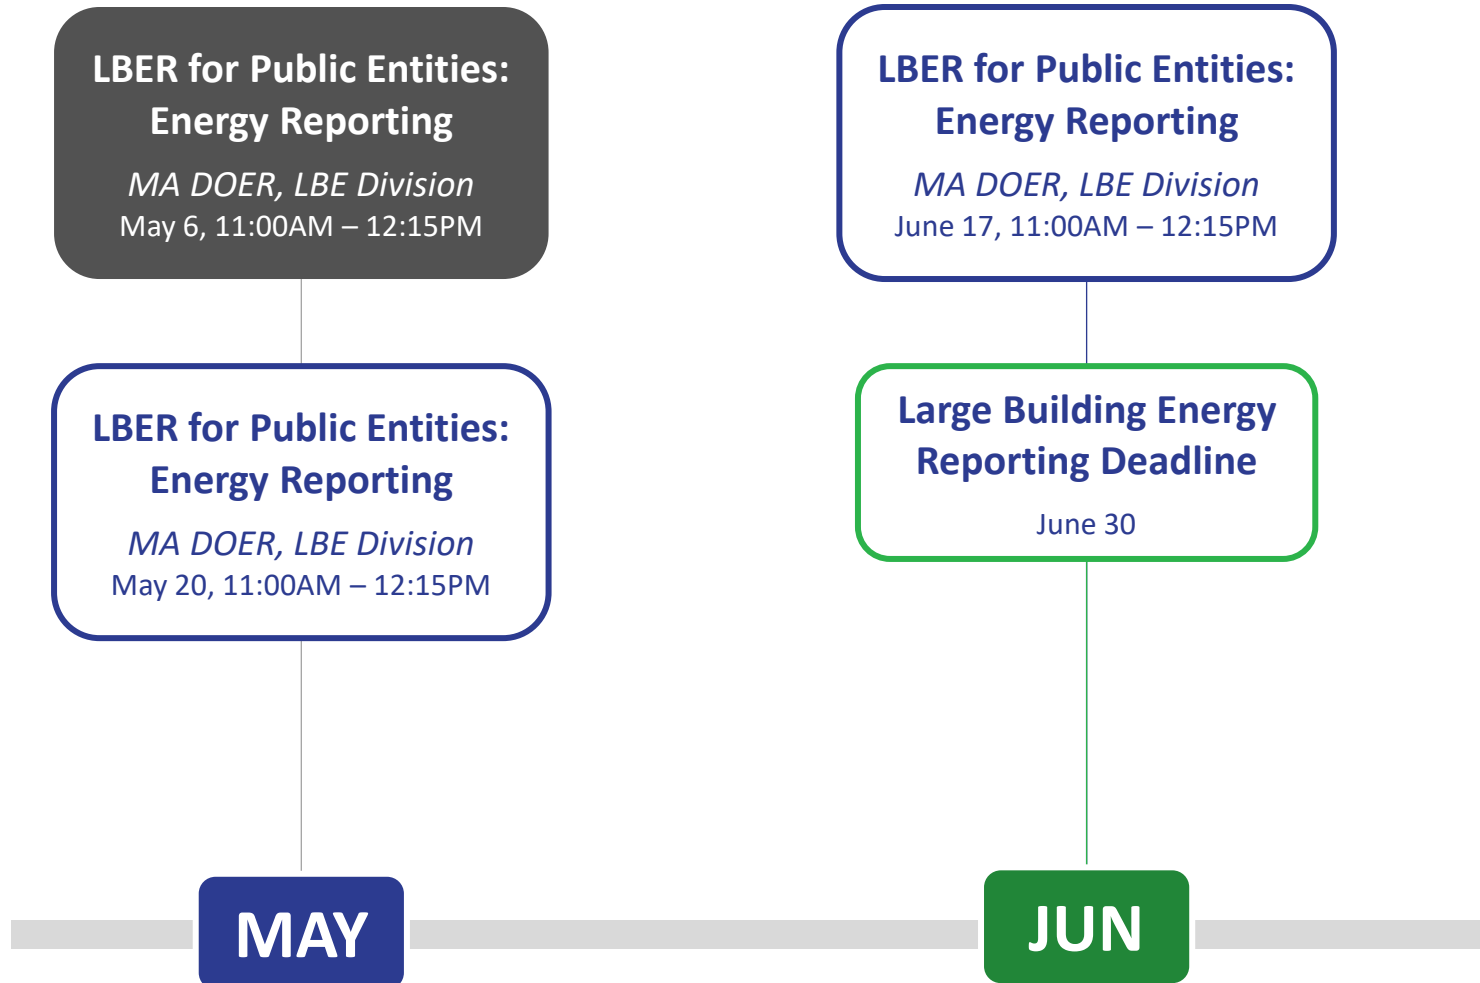 LBER for Public Entities:
Energy Reporting
MA DOER, LBE Division
May 6, 11:00AM – 12:15PM
LBER for Public Entities:
Energy Reporting
MA DOER, LBE Division
May 20, 11:00AM – 12:15PM
MAY
LBER for Public Entities:
Energy Reporting
MA DOER, LBE Division
June 17, 11:00AM – 12:15PM
Large Building Energy
Reporting Deadline
June 30
JUN